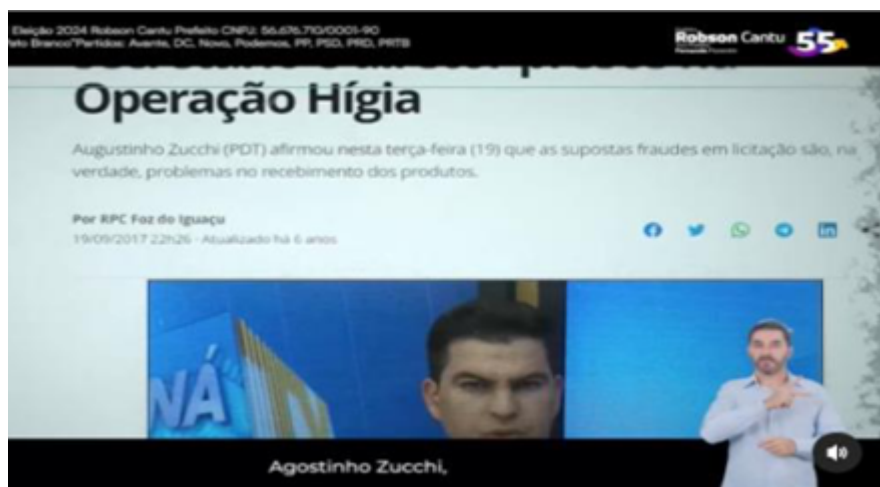 Eleição 2024 Robson Cantu Prefeito CNPJ: 56.676.710/0001-90
Pato Branco"Partidos: Avante, DC, Novo, Podemos, PP, PSD, PRD, PRTB
Robson Cantu 55
Operação Hígia
Augustinho Zucchi (PDT) afirmou nesta terça-feira (19) que as supostas fraudes em licitação são, na
verdade, problemas no recebimento dos produtos.
Por RPC Foz do Iguaçu
19/09/2017 22h26 · Atualizado há 6 anos
in
NÁ
Agostinho Zucchi,